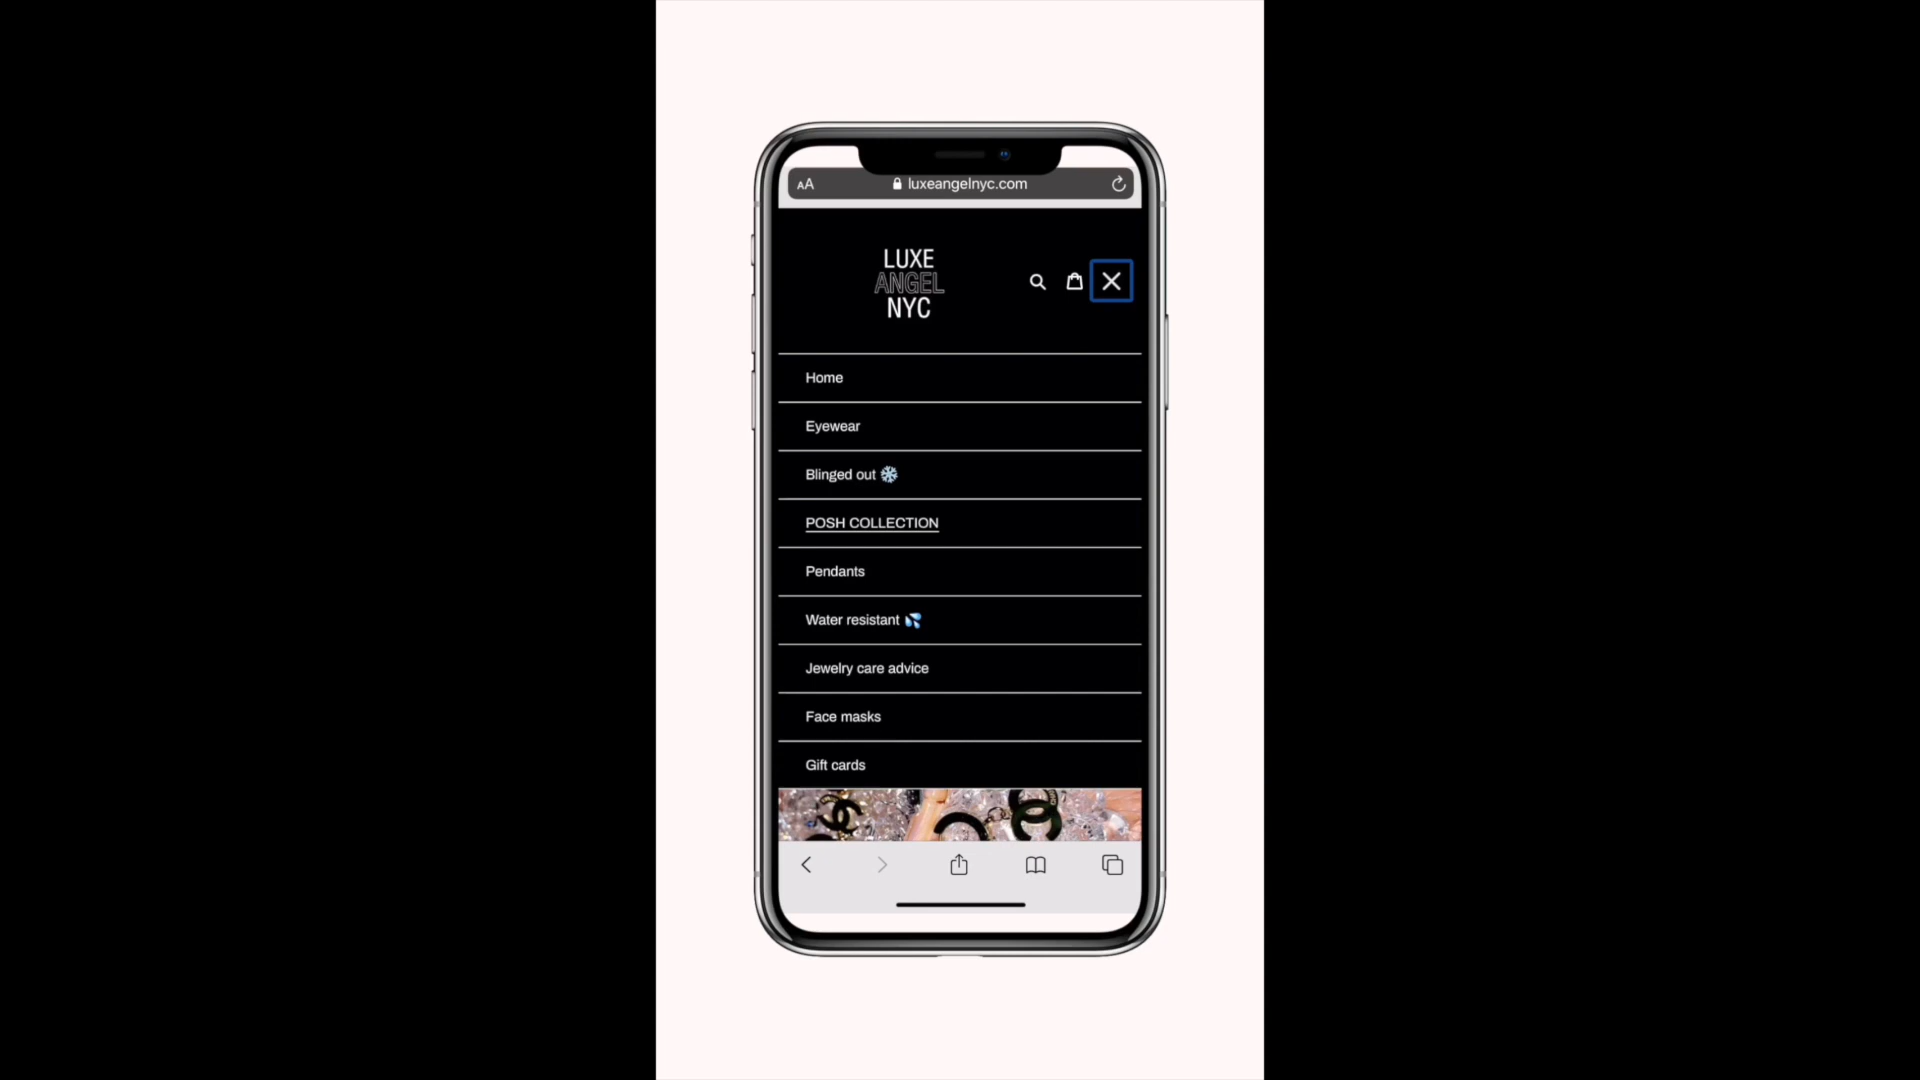 AA luxeangelnyc.com
LUXE
ANGEL
NYC
Home
Eyewear
Blinged out ❄️
POSH COLLECTION
Pendants
Water resistant 💦
Jewelry care advice
Face masks
Gift cards